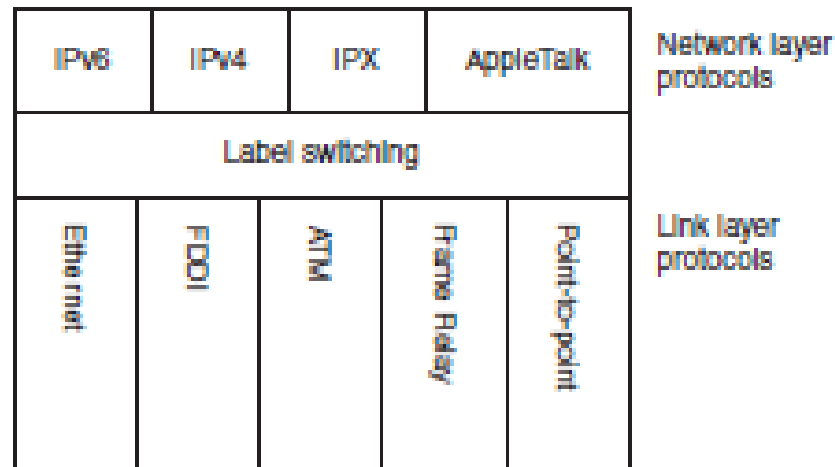 IPv6 IPv4 IPX AppleTalk
Network layer
protocols
Label switching
Ethernet
FDDI
ATM
Frame Relay
Point-to-point
Link layer
protocols